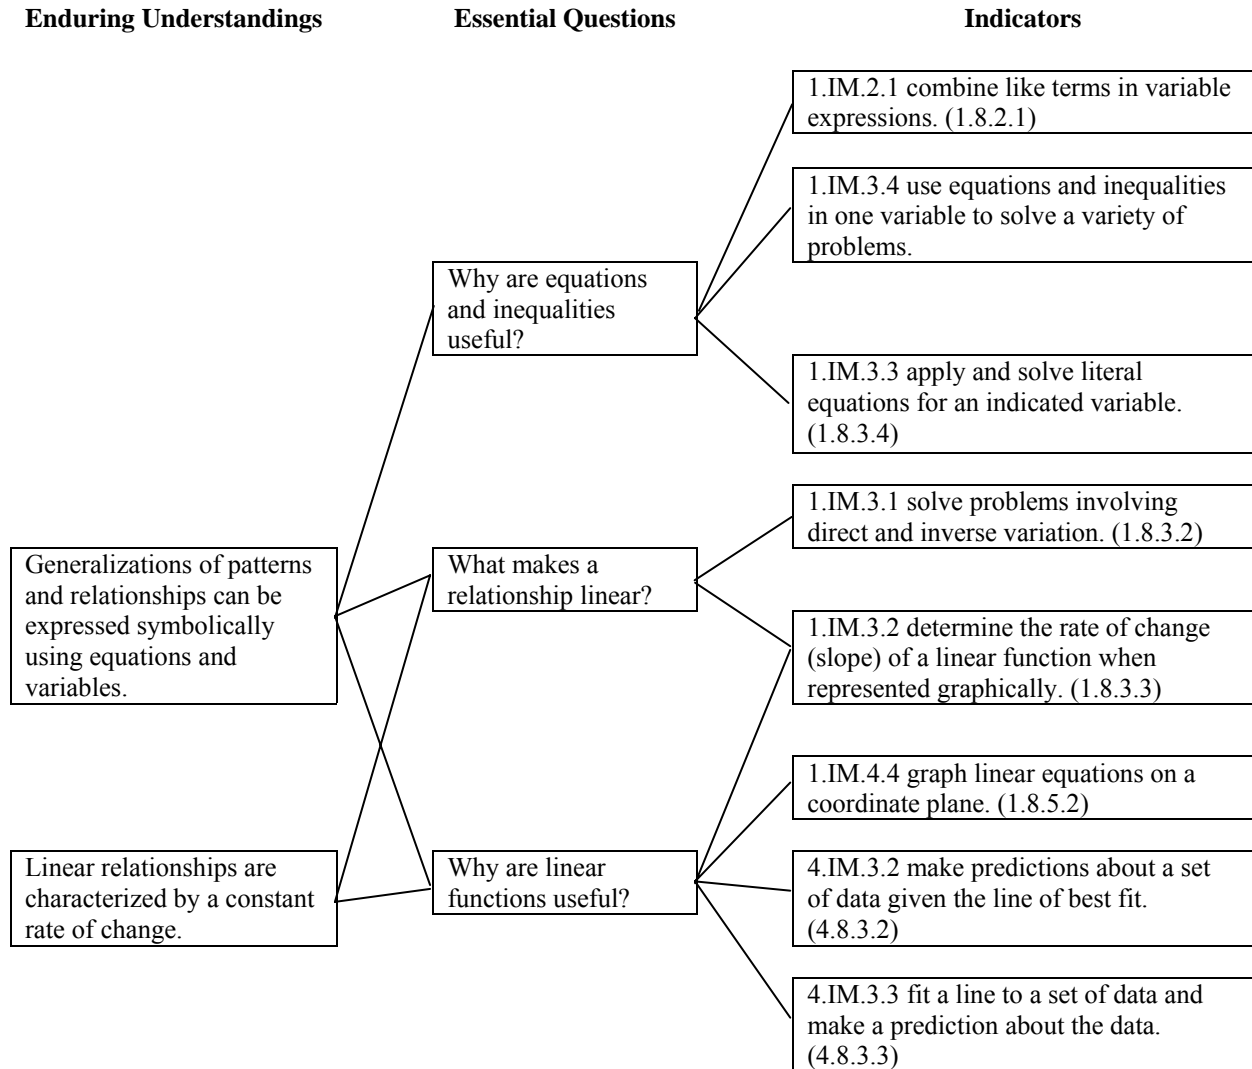 Enduring Understandings
Essential Questions
Indicators
1.IM.2.1 combine like terms in variable
expressions. (1.8.2.1)
1.IM.3.4 use equations and inequalities
in one variable to solve a variety of
problems.
Why are equations
and inequalities
useful?
1.IM.3.3 apply and solve literal
equations for an indicated variable.
(1.8.3.4)
1.IM.3.1 solve problems involving
direct and inverse variation. (1.8.3.2)
Generalizations of patterns
and relationships can be
expressed symbolically
using equations and
variables.
What makes a
relationship linear?
1.IM.3.2 determine the rate of change
(slope) of a linear function when
represented graphically. (1.8.3.3)
1.IM.4.4 graph linear equations on a
coordinate plane. (1.8.5.2)
Linear relationships are
characterized by a constant
rate of change.
Why are linear
functions useful?
4.IM.3.2 make predictions about a set
of data given the line of best fit.
(4.8.3.2)
4.IM.3.3 fit a line to a set of data and
make a prediction about the data.
(4.8.3.3)